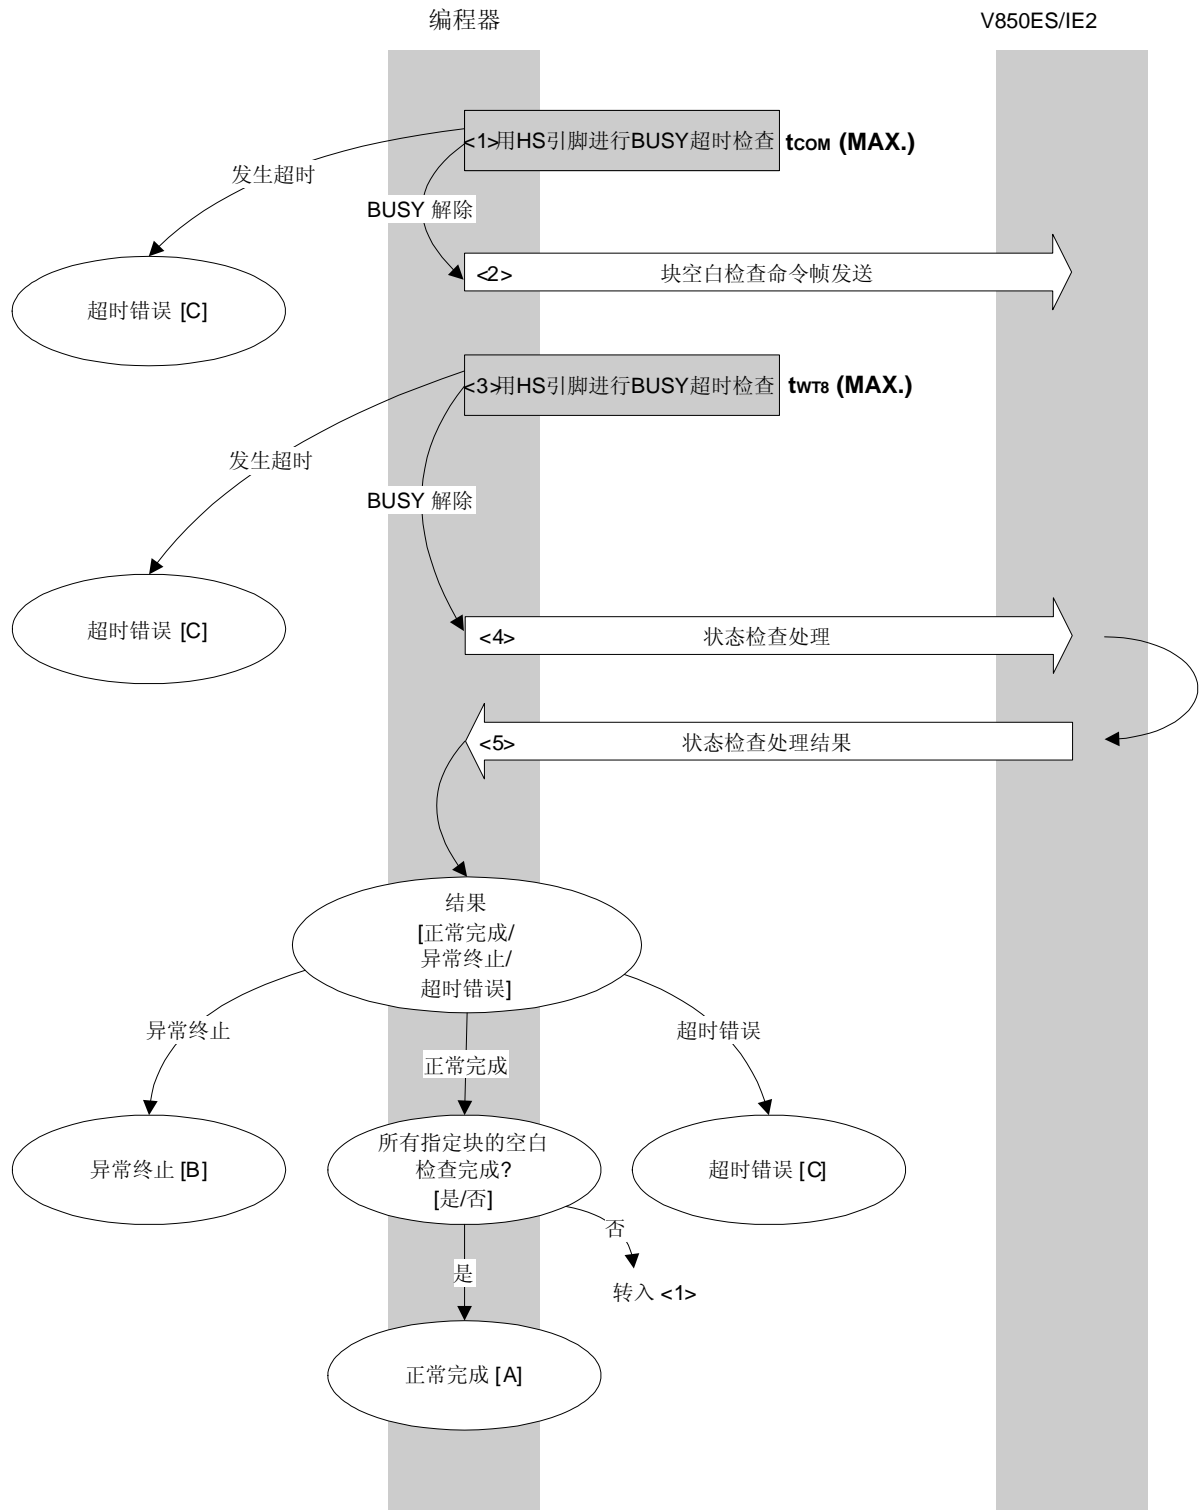 编程器
V850ES/IE2
<1>用HS引脚进行BUSY超时检查
tCOM (MAX.)
发生超时
BUSY 解除
<2>
块空白检查命令帧发送
超时错误 [C]
<3>用HS引脚进行BUSY超时检查
tWT8 (MAX.)
发生超时
BUSY 解除
超时错误 [C]
<4>
状态检查处理
<5>
状态检查处理结果
结果
[正常完成/
异常终止/
超时错误]
异常终止
超时错误
正常完成
异常终止 [B]
所有指定块的空白
检查完成?
[是/否]
超时错误 [C]
否
是
转入 <1>
正常完成 [A]